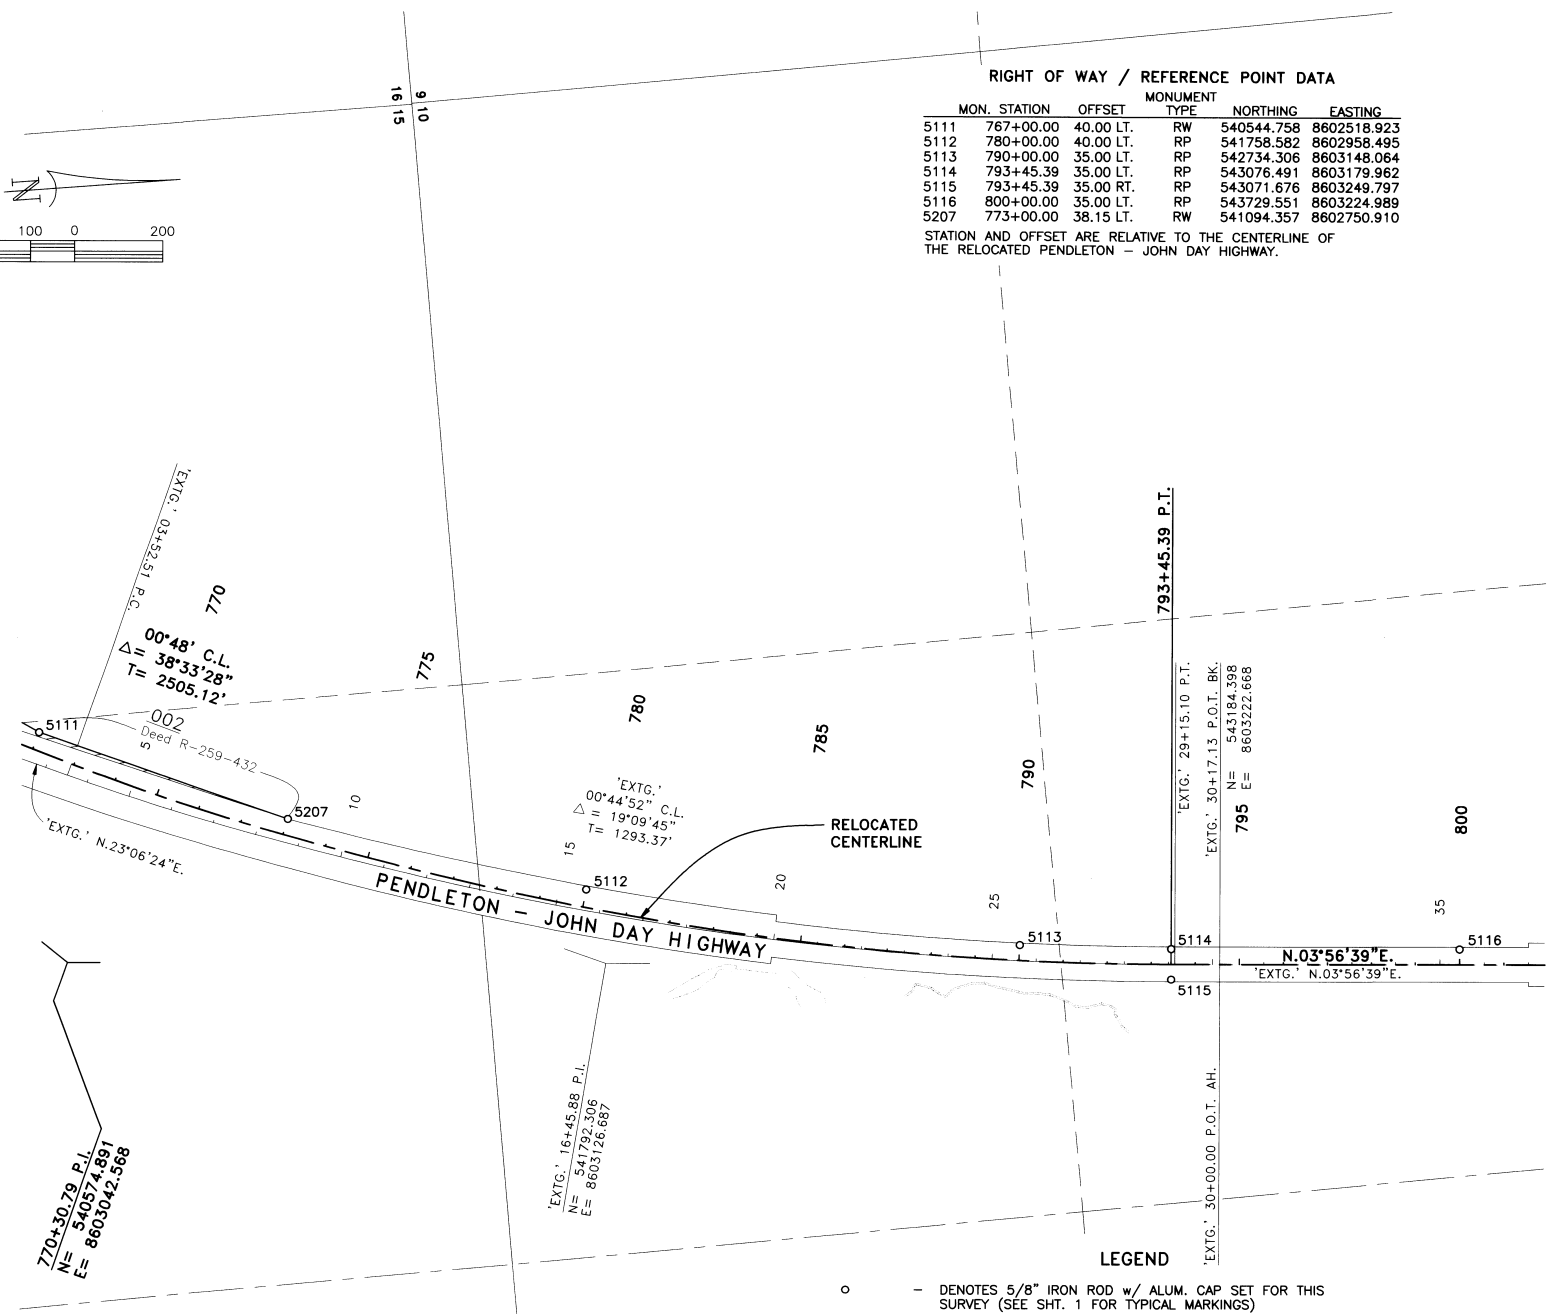 16 | 9
15 | 10
RIGHT OF WAY / REFERENCE POINT DATA
MON. STATION OFFSET MONUMENT TYPE NORTHING EASTING
5111 767+00.00 40.00 LT. RW 540544.758 8602518.923
5112 780+00.00 40.00 LT. RP 541758.582 8602958.495
5113 790+00.00 35.00 LT. RP 542734.306 8603148.064
5114 793+45.39 35.00 LT. RP 543076.491 8603179.962
5115 793+45.39 35.00 RT. RP 543071.676 8603249.797
5116 800+00.00 35.00 LT. RP 543729.551 8603224.989
5207 773+00.00 38.15 LT. RW 541094.357 8602750.910
STATION AND OFFSET ARE RELATIVE TO THE CENTERLINE OF
THE RELOCATED PENDLETON – JOHN DAY HIGHWAY.
N
100 0 200
'EXTG.' 03+52.51 P.C.
770
00°48' C.L.
△= 38°33'28"
T= 2505.12'
002
Deed R-259-432
5111
5
5207
10
'EXTG.' N.23°06'24"E.
775
780
785
790
'EXTG.'
00°44'52" C.L.
△ = 19°09'45"
T= 1293.37'
15
5112
RELOCATED
CENTERLINE
20
25
PENDLETON – JOHN DAY HIGHWAY
5113
793+45.39 P.T.
'EXTG.' 29+15.10 P.T.
'EXTG.' 30+17.13 P.O.T. BK.
N= 543184.398
E= 8603222.668
795
800
35
5114
5116
N.03°56'39"E.
'EXTG.' N.03°56'39"E.
5115
'EXTG.' 30+00.00 P.O.T. AH.
'EXTG.' 16+45.88 P.I.
N= 541792.306
E= 8603126.687
770+30.79 P.I.
N= 540574.891
E= 8603042.568
LEGEND
– DENOTES 5/8" IRON ROD w/ ALUM. CAP SET FOR THIS
SURVEY (SEE SHT. 1 FOR TYPICAL MARKINGS)